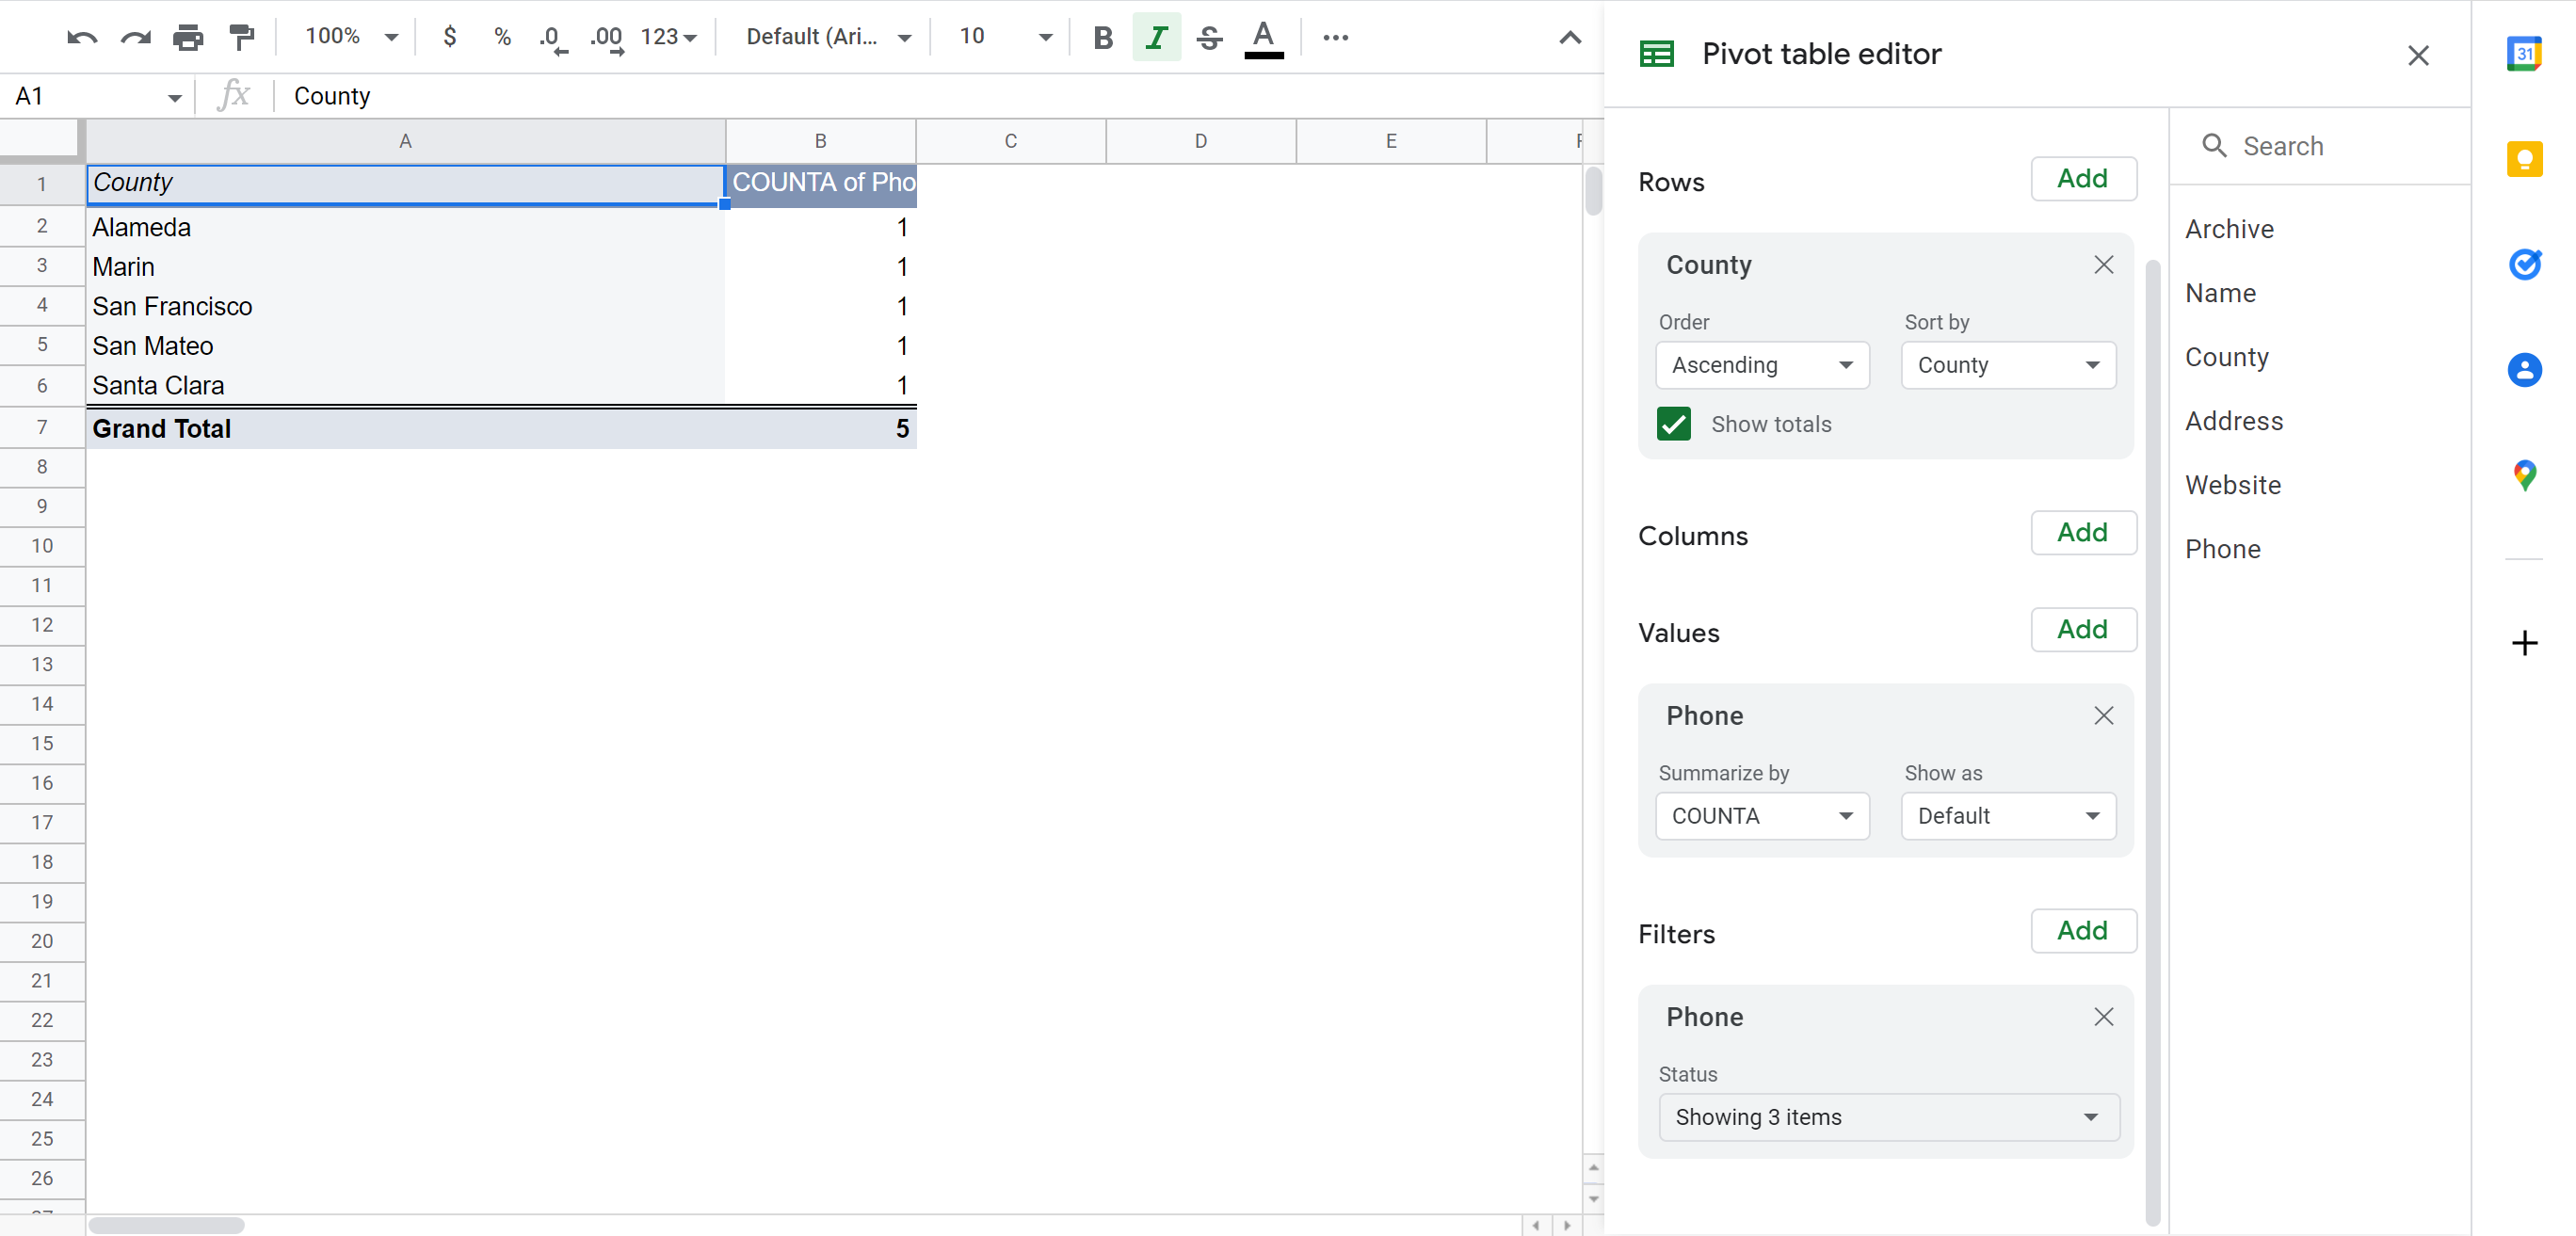 100% $ % .0 .00 123 Default (Ari... 10 B I S A
Pivot table editor
31
A1 fx County
A B C D E
Search
1 County COUNTA of Pho
2 Alameda 1
3 Marin 1
4 San Francisco 1
5 San Mateo 1
6 Santa Clara 1
7 Grand Total 5
8
9
10
11
12
13
14
15
16
17
18
19
20
21
22
23
24
25
26
Rows Add
County
Order Sort by
Ascending County
Show totals
Columns Add
Values Add
Phone
Summarize by Show as
COUNTA Default
Filters Add
Phone
Status
Showing 3 items
Archive
Name
County
Address
Website
Phone